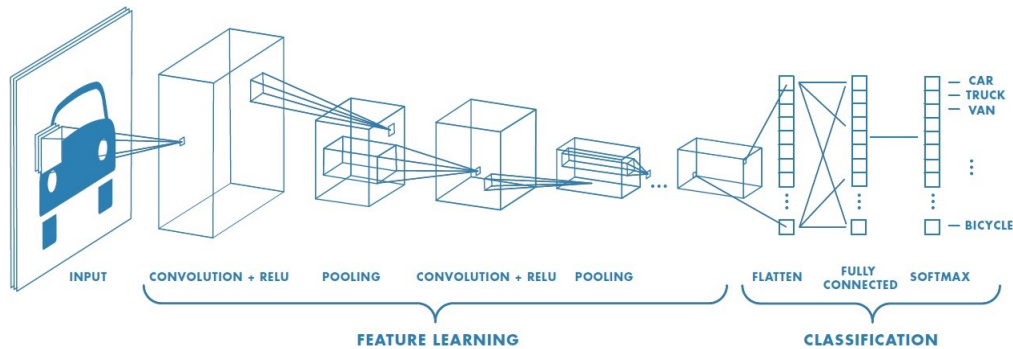 CAR
TRUCK
VAN
BICYCLE
INPUT
CONVOLUTION + RELU
POOLING
CONVOLUTION + RELU
POOLING
FLATTEN
FULLY
CONNECTED
SOFTMAX
FEATURE LEARNING
CLASSIFICATION